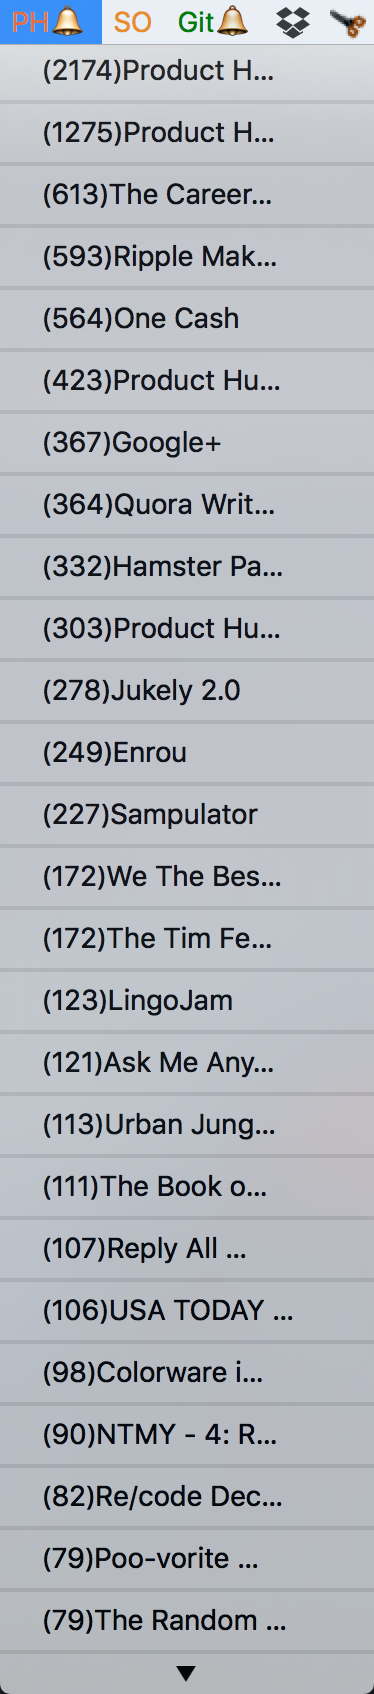 PH SO Git
(2174)Product H...
(1275)Product H...
(613)The Career...
(593)Ripple Mak...
(564)One Cash
(423)Product Hu...
(367)Google+
(364)Quora Writ...
(332)Hamster Pa...
(303)Product Hu...
(278)Jukely 2.0
(249)Enrou
(227)Sampulator
(172)We The Bes...
(172)The Tim Fe...
(123)LingoJam
(121)Ask Me Any...
(113)Urban Jung...
(111)The Book o...
(107)Reply All ...
(106)USA TODAY ...
(98)Colorware i...
(90)NTMY - 4: R...
(82)Re/code Dec...
(79)Poo-vorite ...
(79)The Random ...